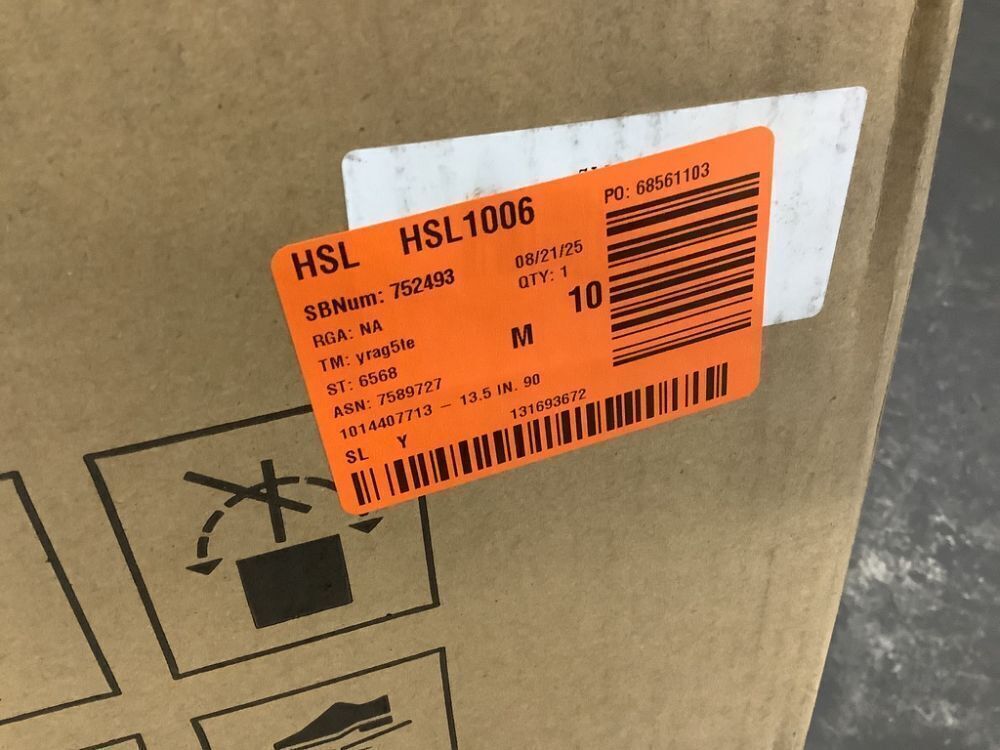 HSL HSL1006
PO: 68561103
SBNum: 752493
08/21/25
RGA: NA
QTY: 1
TM: yrag5te
M
10
ST: 6568
ASN: 7589727
1014407713 – 13.5 IN. 90
SL Y
131693672